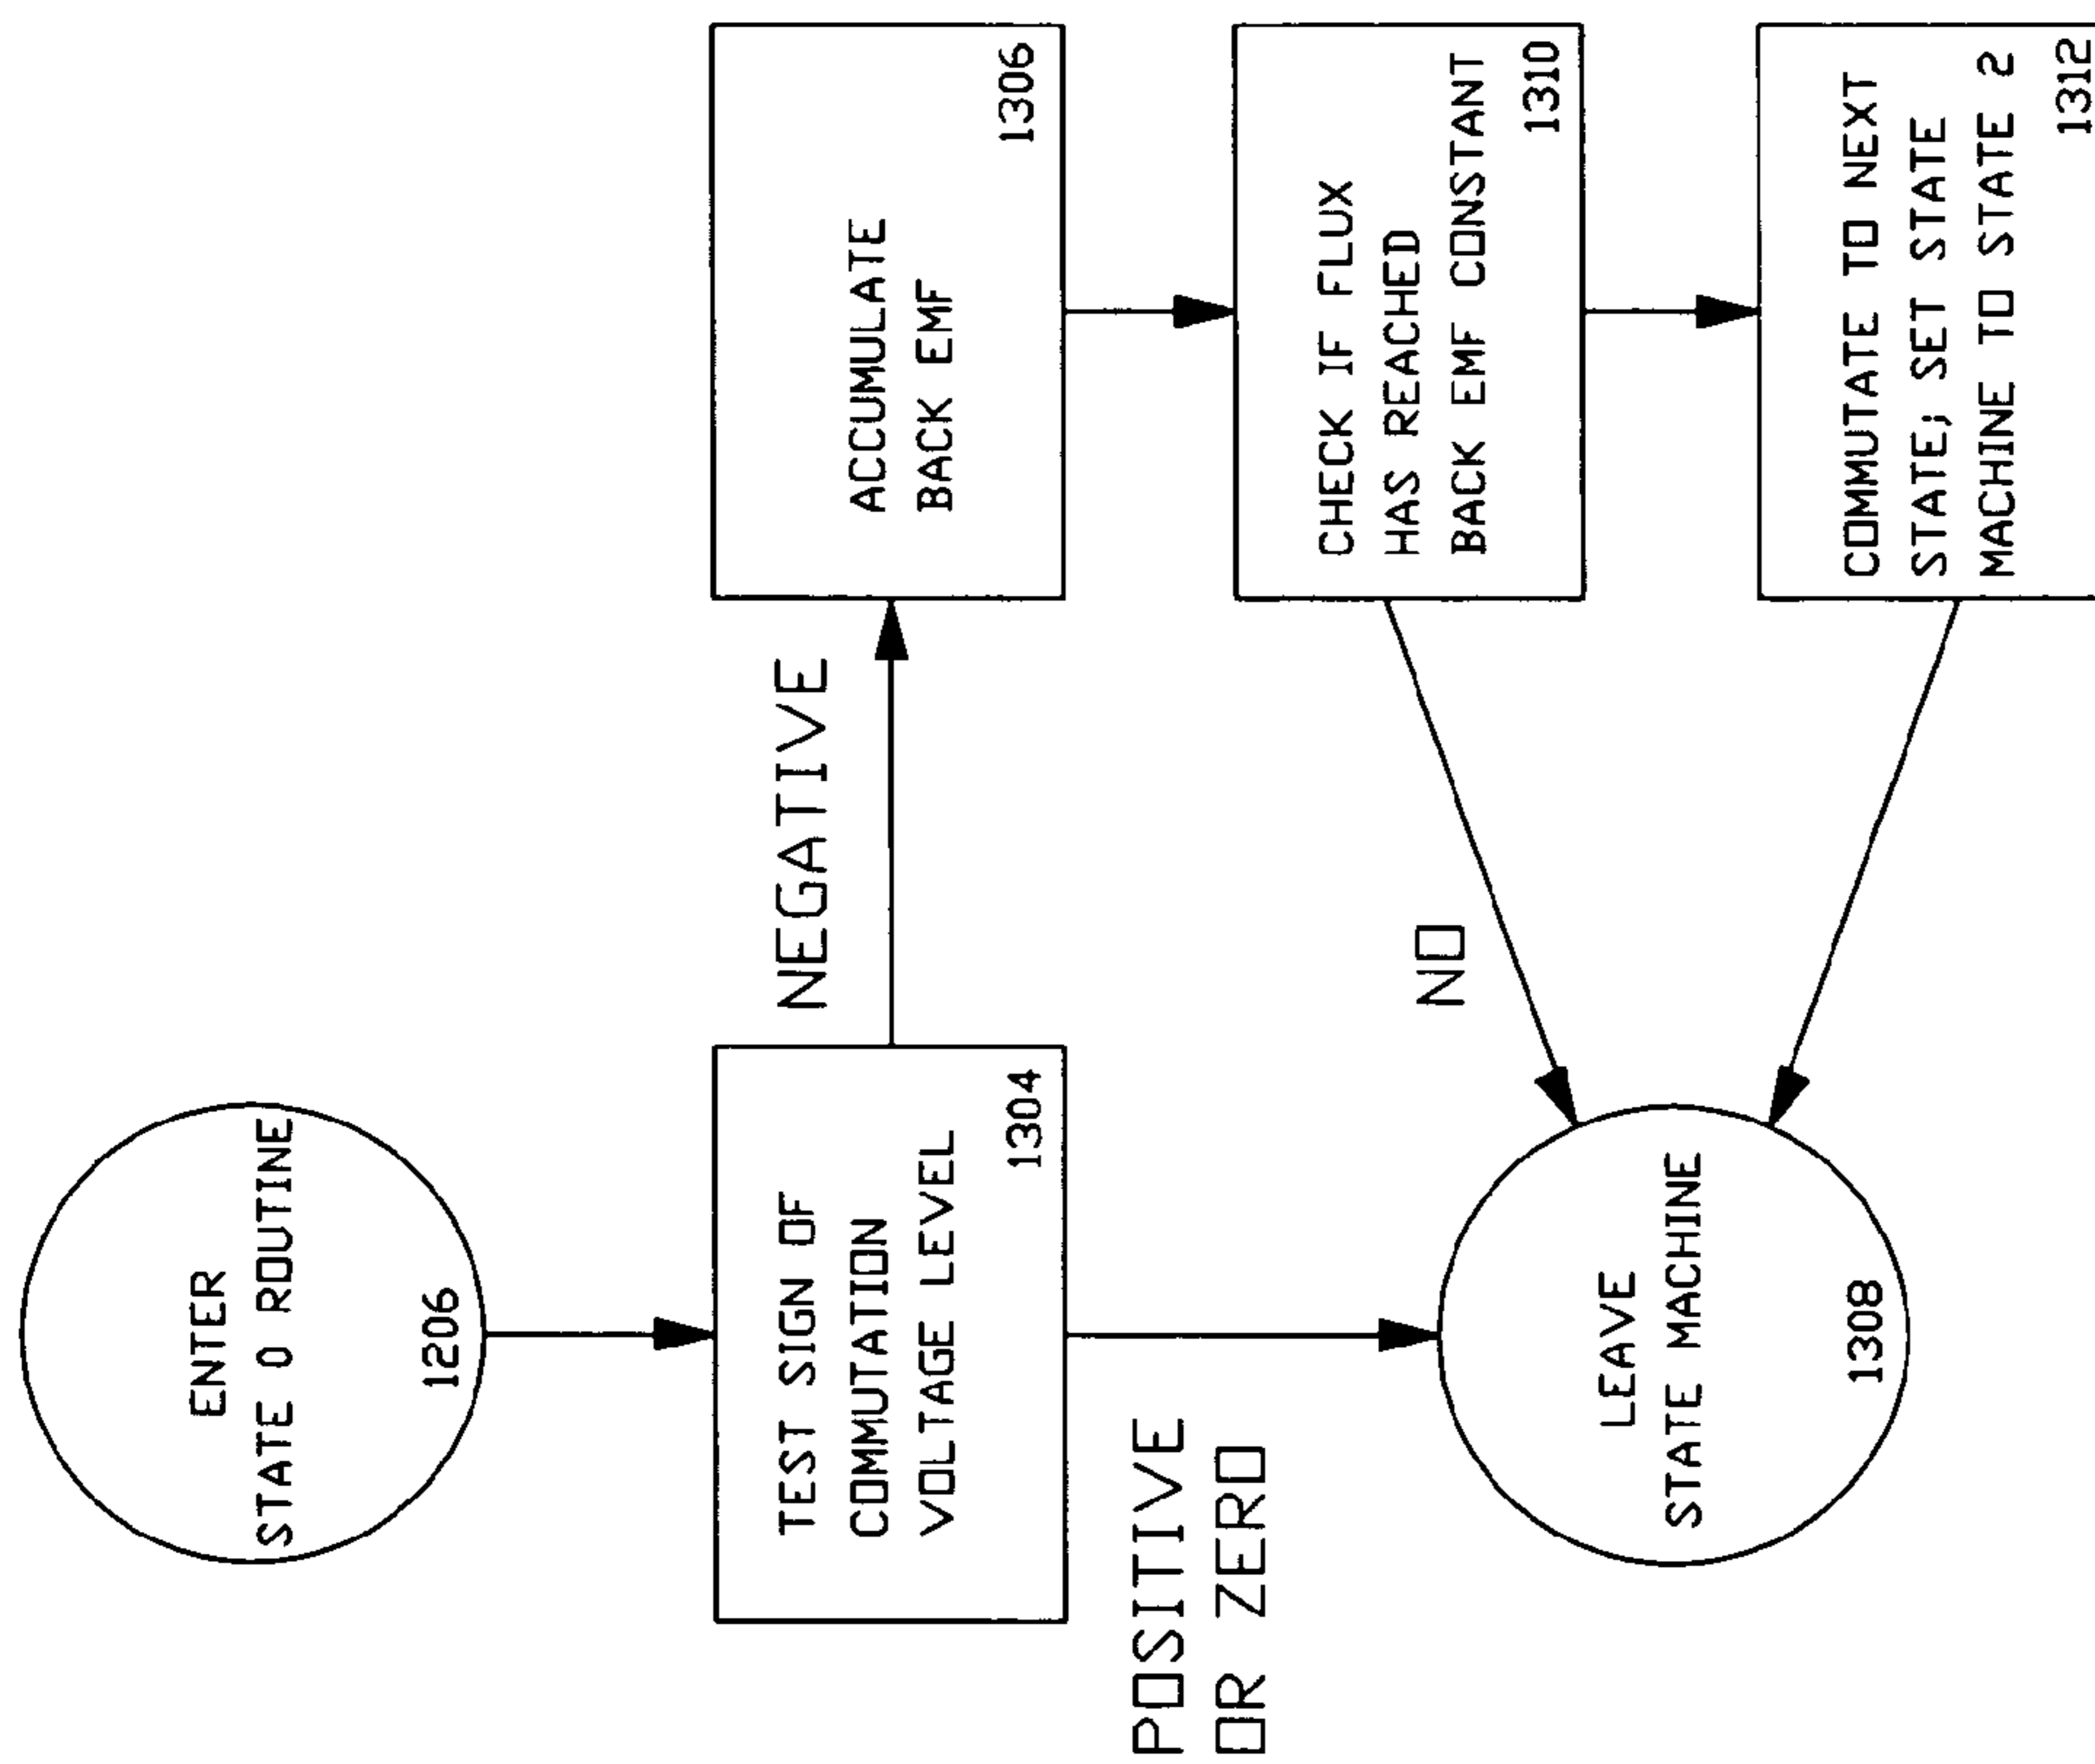 ENTER
STATE 0 ROUTINE
1206
TEST SIGN OF
COMMUTATION
VOLTAGE LEVEL
1304
NEGATIVE
ACCUMULATE
BACK EMF
1306
POSITIVE
OR ZERO
CHECK IF FLUX
HAS REACHED
BACK EMF CONSTANT
1310
NO
LEAVE
STATE MACHINE
1308
COMMUTATE TO NEXT
STATE; SET STATE
MACHINE TO STATE 2
1312